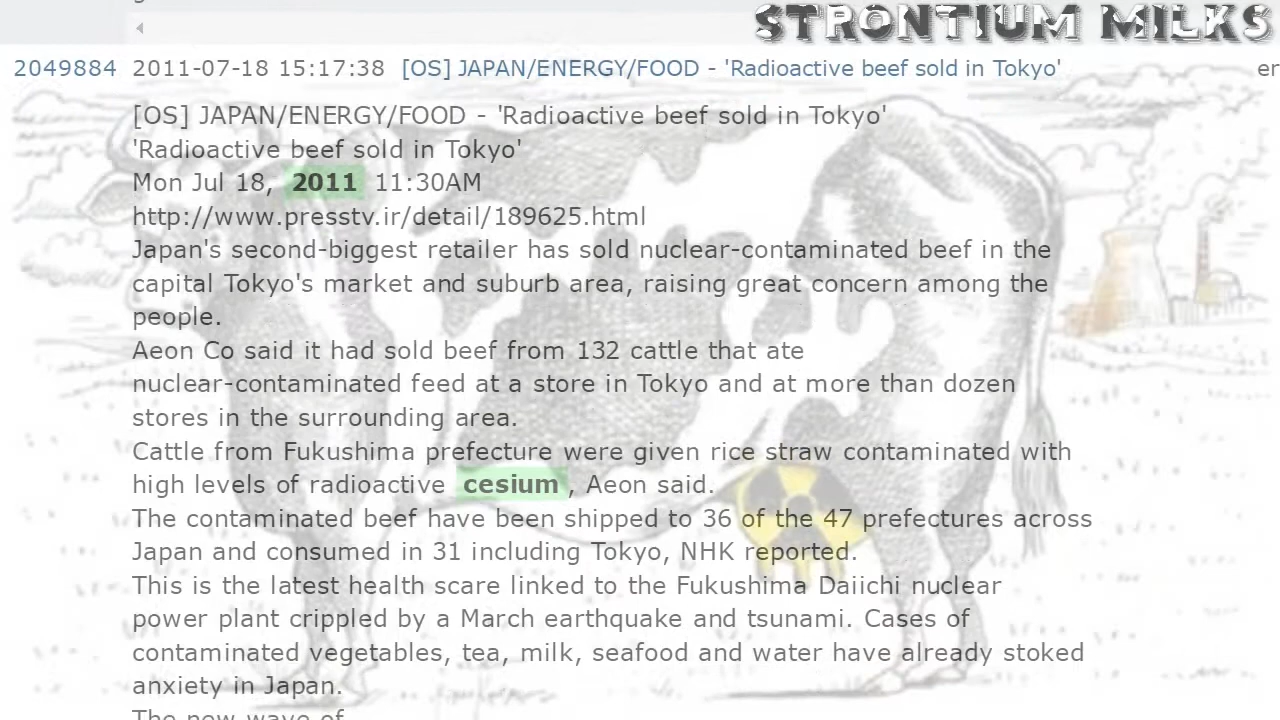 STRONTIUM MILKS
2049884 2011-07-18 15:17:38 [OS] JAPAN/ENERGY/FOOD - 'Radioactive beef sold in Tokyo' er
[OS] JAPAN/ENERGY/FOOD - 'Radioactive beef sold in Tokyo'
'Radioactive beef sold in Tokyo'
Mon Jul 18, 2011 11:30AM
http://www.presstv.ir/detail/189625.html
Japan's second-biggest retailer has sold nuclear-contaminated beef in the
capital Tokyo's market and suburb area, raising great concern among the
people.
Aeon Co said it had sold beef from 132 cattle that ate
nuclear-contaminated feed at a store in Tokyo and at more than dozen
stores in the surrounding area.
Cattle from Fukushima prefecture were given rice straw contaminated with
high levels of radioactive cesium, Aeon said.
The contaminated beef have been shipped to 36 of the 47 prefectures across
Japan and consumed in 31 including Tokyo, NHK reported.
This is the latest health scare linked to the Fukushima Daiichi nuclear
power plant crippled by a March earthquake and tsunami. Cases of
contaminated vegetables, tea, milk, seafood and water have already stoked
anxiety in Japan.
The new wave of